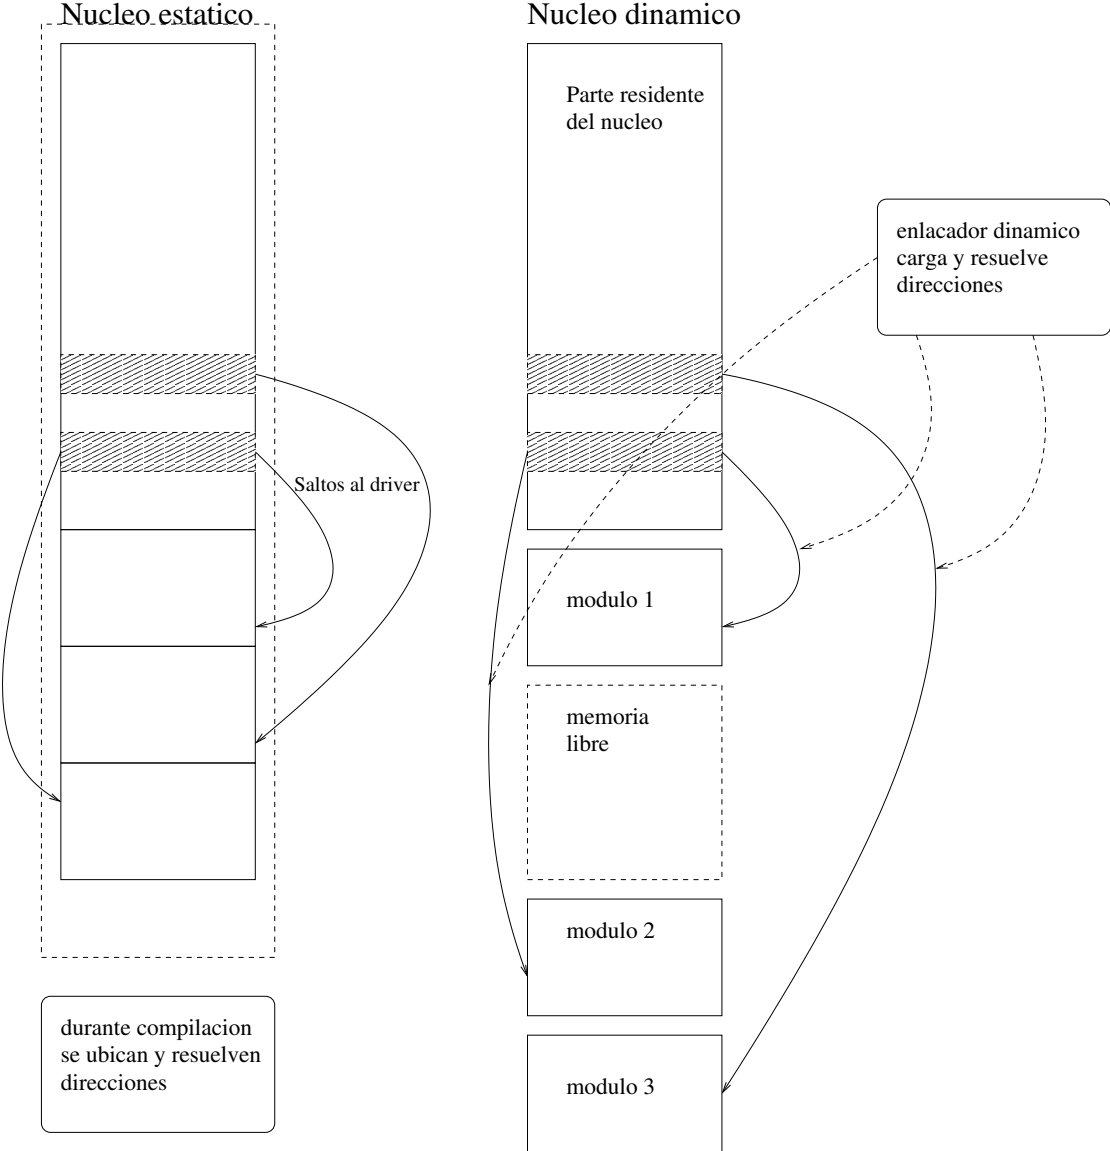 Nucleo estatico
Nucleo dinamico
Parte residente
del nucleo
enlacador dinamico
carga y resuelve
direcciones
Saltos al driver
modulo 1
memoria
libre
modulo 2
durante compilacion
se ubican y resuelven
direcciones
modulo 3